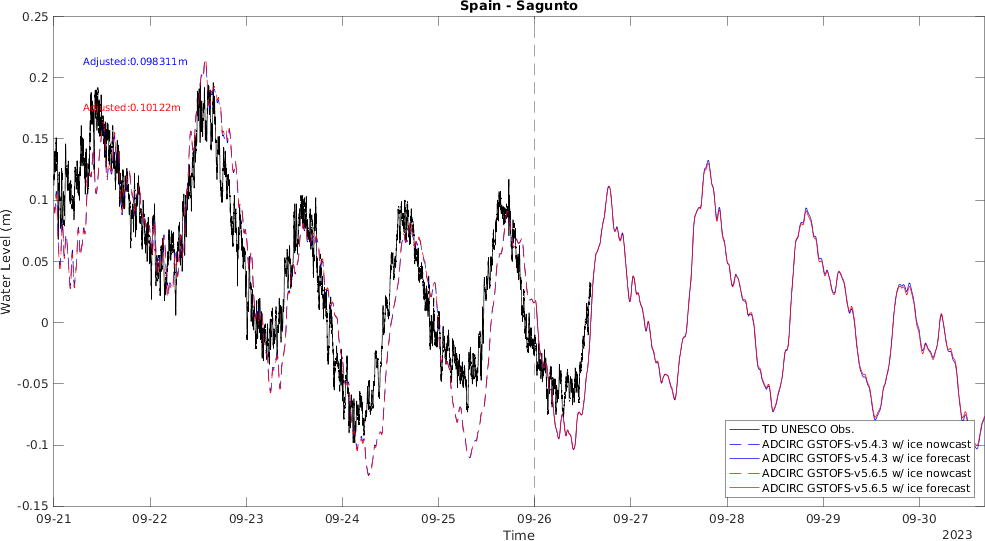 Spain - Sagunto
0.25
0.2
0.15
0.1
0.05
0
-0.05
-0.1
-0.15
Water Level (m)
Adjusted:0.098311m
Adjusted:0.10122m
TD UNESCO Obs.
ADCIRC GSTOFS-v5.4.3 w/ ice nowcast
ADCIRC GSTOFS-v5.4.3 w/ ice forecast
ADCIRC GSTOFS-v5.6.5 w/ ice nowcast
ADCIRC GSTOFS-v5.6.5 w/ ice forecast
09-21 09-22 09-23 09-24 09-25 09-26 09-27 09-28 09-29 09-30
Time
2023